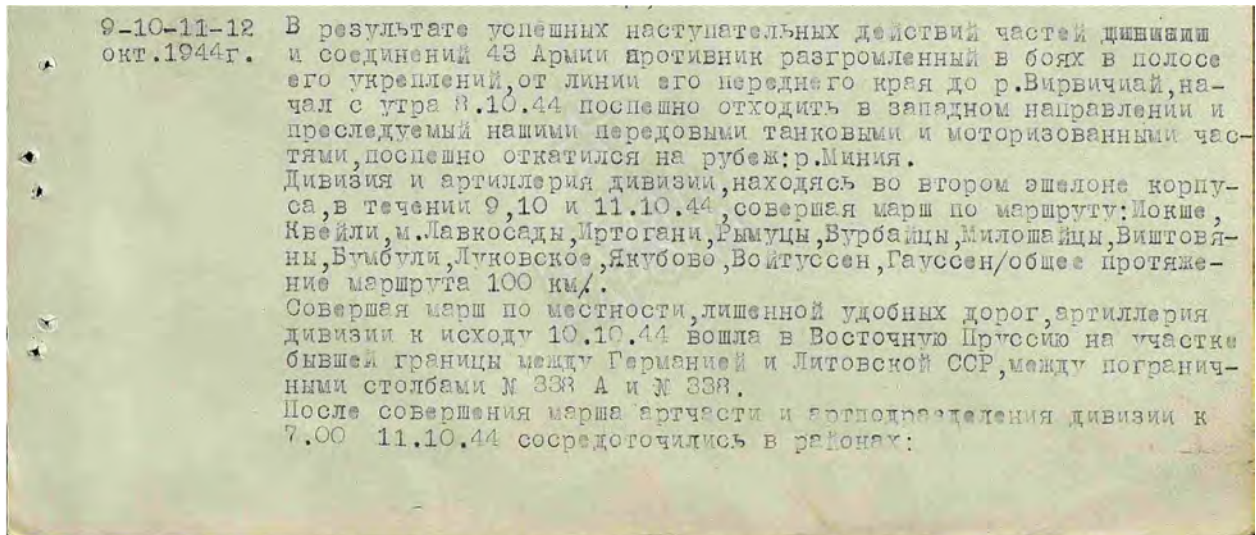 9-10-11-12 В результате успешных наступательных действий частей дивизии
окт.1944г. и соединений 43 Армии противник разгромленный в боях в полосе
его укреплений,от линии его переднего края до р.Вирвичиай,на-
чал с утра 8.10.44 поспешно отходить в западном направлении и
преследуемый нашими передовыми танковыми и моторизованными час-
тями,поспешно откатился на рубеж:р.Миния.
Дивизия и артиллерия дивизии,находясь во втором эшелоне корпу-
са,в течении 9,10 и 11.10.44,совершая марш по маршруту:Иокше,
Квейли,м.Лавкосады,Иртогани,Рымуцы,Бурбайцы,Милошайцы,Виштовя-
ны,Бумбули,Луковское,Якубово,Войтуссен,Гауссен/общее протяже-
ние маршрута 100 км/.
Совершая марш по местности,лишенной удобных дорог,артиллерия
дивизии к исходу 10.10.44 вошла в Восточную Пруссию на участке
бывшей границы между Германией и Литовской ССР,между погранич-
ными столбами № 338 А и № 338.
После совершения марша артчасти и артподразделения дивизии к
7.00 11.10.44 сосредоточились в районах: